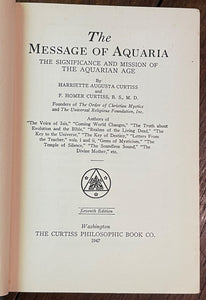 The
MESSAGE OF AQUARIA
THE SIGNIFICANCE AND MISSION OF
THE AQUARIAN AGE
By
HARRIETTE AUGUSTA CURTISS
and
F. HOMER CURTISS, B. S., M. D.
Founders of The Order of Christian Mystics
and The Universal Religious Foundation, Inc.
Authors of
"The Voice of Isis," "Coming World Changes," "The Truth about
Evolution and the Bible," "Realms of the Living Dead," "The
Key to the Universe," "The Key of Destiny," "Letters From
the Teacher," vols. i and ii, "Gems of Mysticism," "The
Temple of Silence," "The Soundless Sound," "The
Divine Mother," etc.
Seventh Edition
Washington
THE CURTISS PHILOSOPHIC BOOK CO.
1947